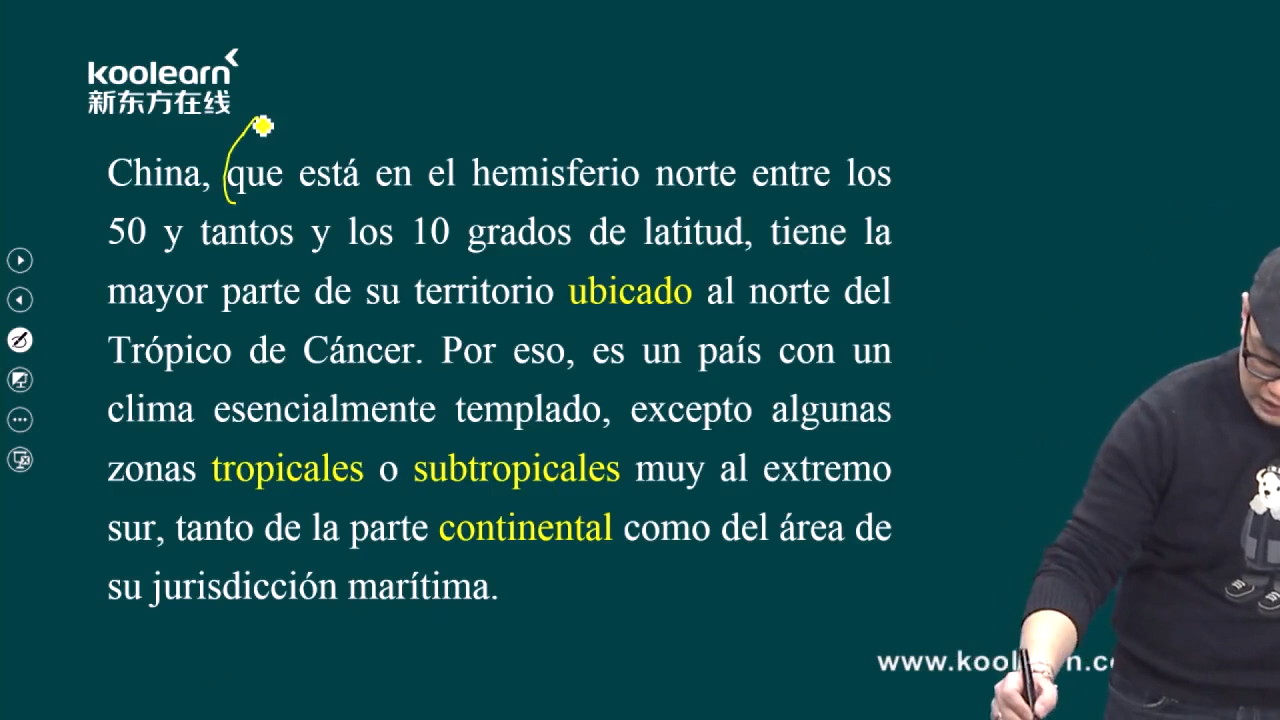 koolearn
新东方在线
China, que está en el hemisferio norte entre los
50 y tantos y los 10 grados de latitud, tiene la
mayor parte de su territorio ubicado al norte del
Trópico de Cáncer. Por eso, es un país con un
clima esencialmente templado, excepto algunas
zonas tropicales o subtropicales muy al extremo
sur, tanto de la parte continental como del área de
su jurisdicción marítima.